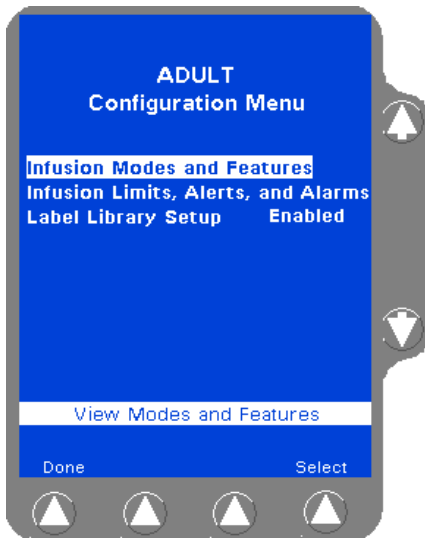 ADULT
Configuration Menu
Infusion Modes and Features
Infusion Limits, Alerts, and Alarms
Label Library Setup Enabled
View Modes and Features
Done Select